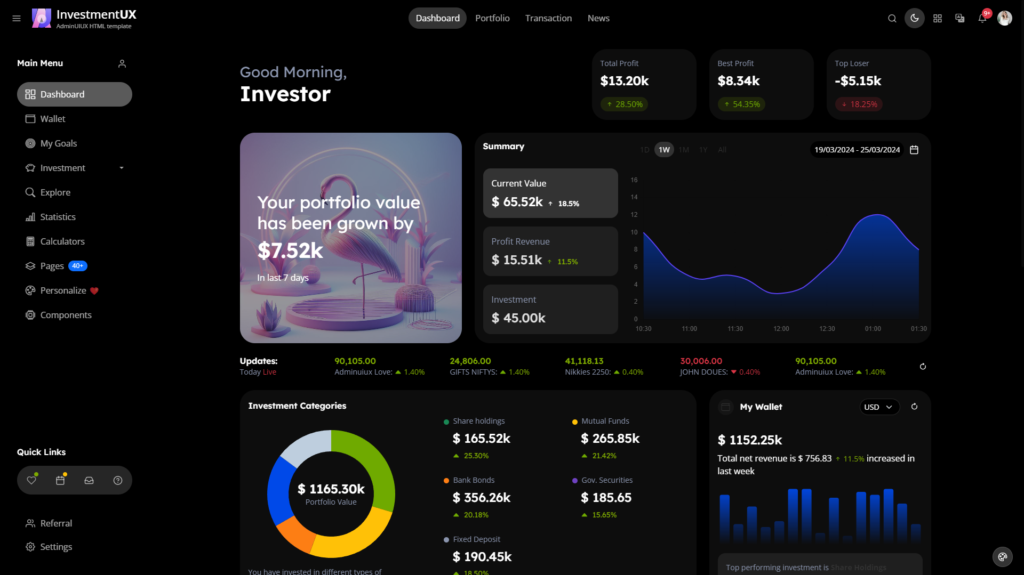 InvestmentUX
AdminUIUX HTML template
Dashboard
Portfolio
Transaction
News
9+
Main Menu
Dashboard
Wallet
My Goals
Investment
Explore
Statistics
Calculators
Pages 40+
Personalize
Components
Quick Links
Referral
Settings
Good Morning,
Investor
Total Profit
$13.20k
28.50%
Best Profit
$8.34k
54.35%
Top Loser
-$5.15k
18.25%
Your portfolio value
has been grown by
$7.52k
In last 7 days
Summary
1D 1W 1M 1Y All
19/03/2024 - 25/03/2024
Current Value
$ 65.52k ↑ 18.5%
Profit Revenue
$ 15.51k ↑ 11.5%
Investment
$ 45.00k
16
14
12
10
8
6
4
2
0
10:30 11:00 11:30 12:00 12:30 01:00 01:30
Updates:
Today Live
90,105.00
Adminuiux Love: 1.40%
24,806.00
GIFTS NIFTYS: 1.40%
41,118.13
Nikkies 2250: 0.40%
30,006.00
JOHN DOUES: 0.40%
90,105.00
Adminuiux Love: 1.40%
Investment Categories
$ 1165.30k
Portfolio Value
You have invested in different types of
Share holdings
$ 165.52k
25.30%
Mutual Funds
$ 265.85k
21.42%
Bank Bonds
$ 356.26k
20.18%
Gov. Securities
$ 185.65
15.65%
Fixed Deposit
$ 190.45k
18.50%
My Wallet
USD
$ 1152.25k
Total net revenue is $ 756.83 ↑ 11.5% increased in
last week
Top performing investment is Share Holdings